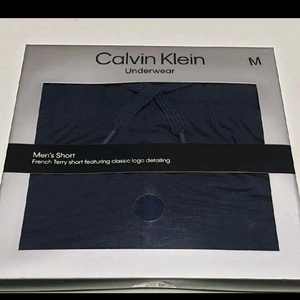 Calvin Klein M
Underwear
Men's Short
French Terry short featuring classic logo detailing.